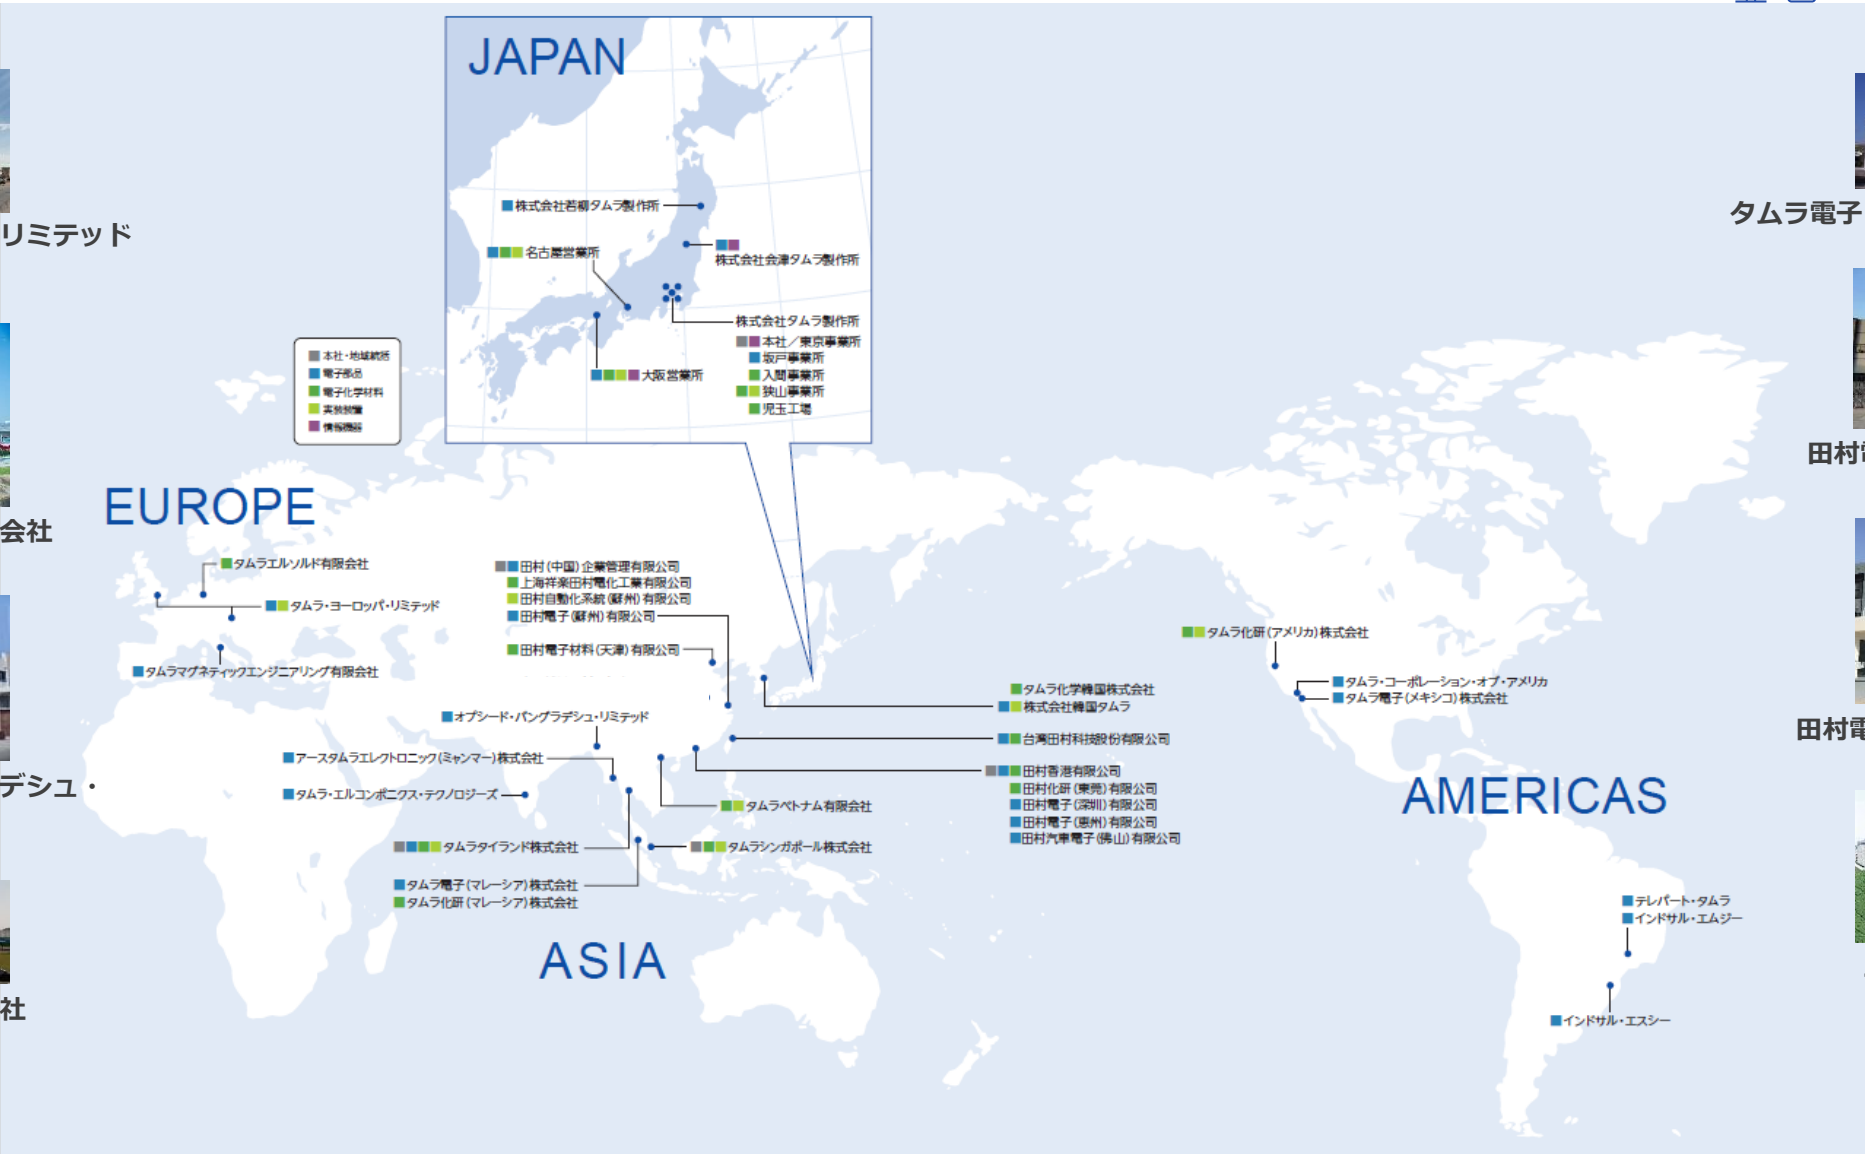 JAPAN
株式会社若柳タムラ製作所
名古屋営業所
株式会社会津タムラ製作所
株式会社タムラ製作所
本社／東京事業所
坂戸事業所
入間事業所
狭山事業所
児玉工場
大阪営業所
本社・地域統括
電子部品
電子化学材料
実装装置
情報機器
リミテッド
会社
デシュ・
社
タムラ電子
田村
田村電
EUROPE
タムラエルソルド有限会社
タムラ・ヨーロッパ・リミテッド
タムラマグネティックエンジニアリング有限会社
田村(中国)企業管理有限公司
上海祥楽田村電化工業有限公司
田村自動化系統(蘇州)有限公司
田村電子(蘇州)有限公司
田村電子材料(天津)有限公司
オプシード・バングラデシュ・リミテッド
アースタムラエレクトロニック(ミャンマー)株式会社
タムラ・エルコンポニクス・テクノロジーズ
タムラタイランド株式会社
タムラ電子(マレーシア)株式会社
タムラ化研(マレーシア)株式会社
タムラベトナム有限会社
タムラシンガポール株式会社
タムラ化学韓国株式会社
株式会社韓国タムラ
台湾田村科技股份有限公司
田村香港有限公司
田村化研(東莞)有限公司
田村電子(深圳)有限公司
田村電子(惠州)有限公司
田村汽車電子(佛山)有限公司
ASIA
タムラ化研(アメリカ)株式会社
タムラ・コーポレーション・オブ・アメリカ
タムラ電子(メキシコ)株式会社
AMERICAS
テレパート・タムラ
インドサル・エムジー
インドサル・エスシー